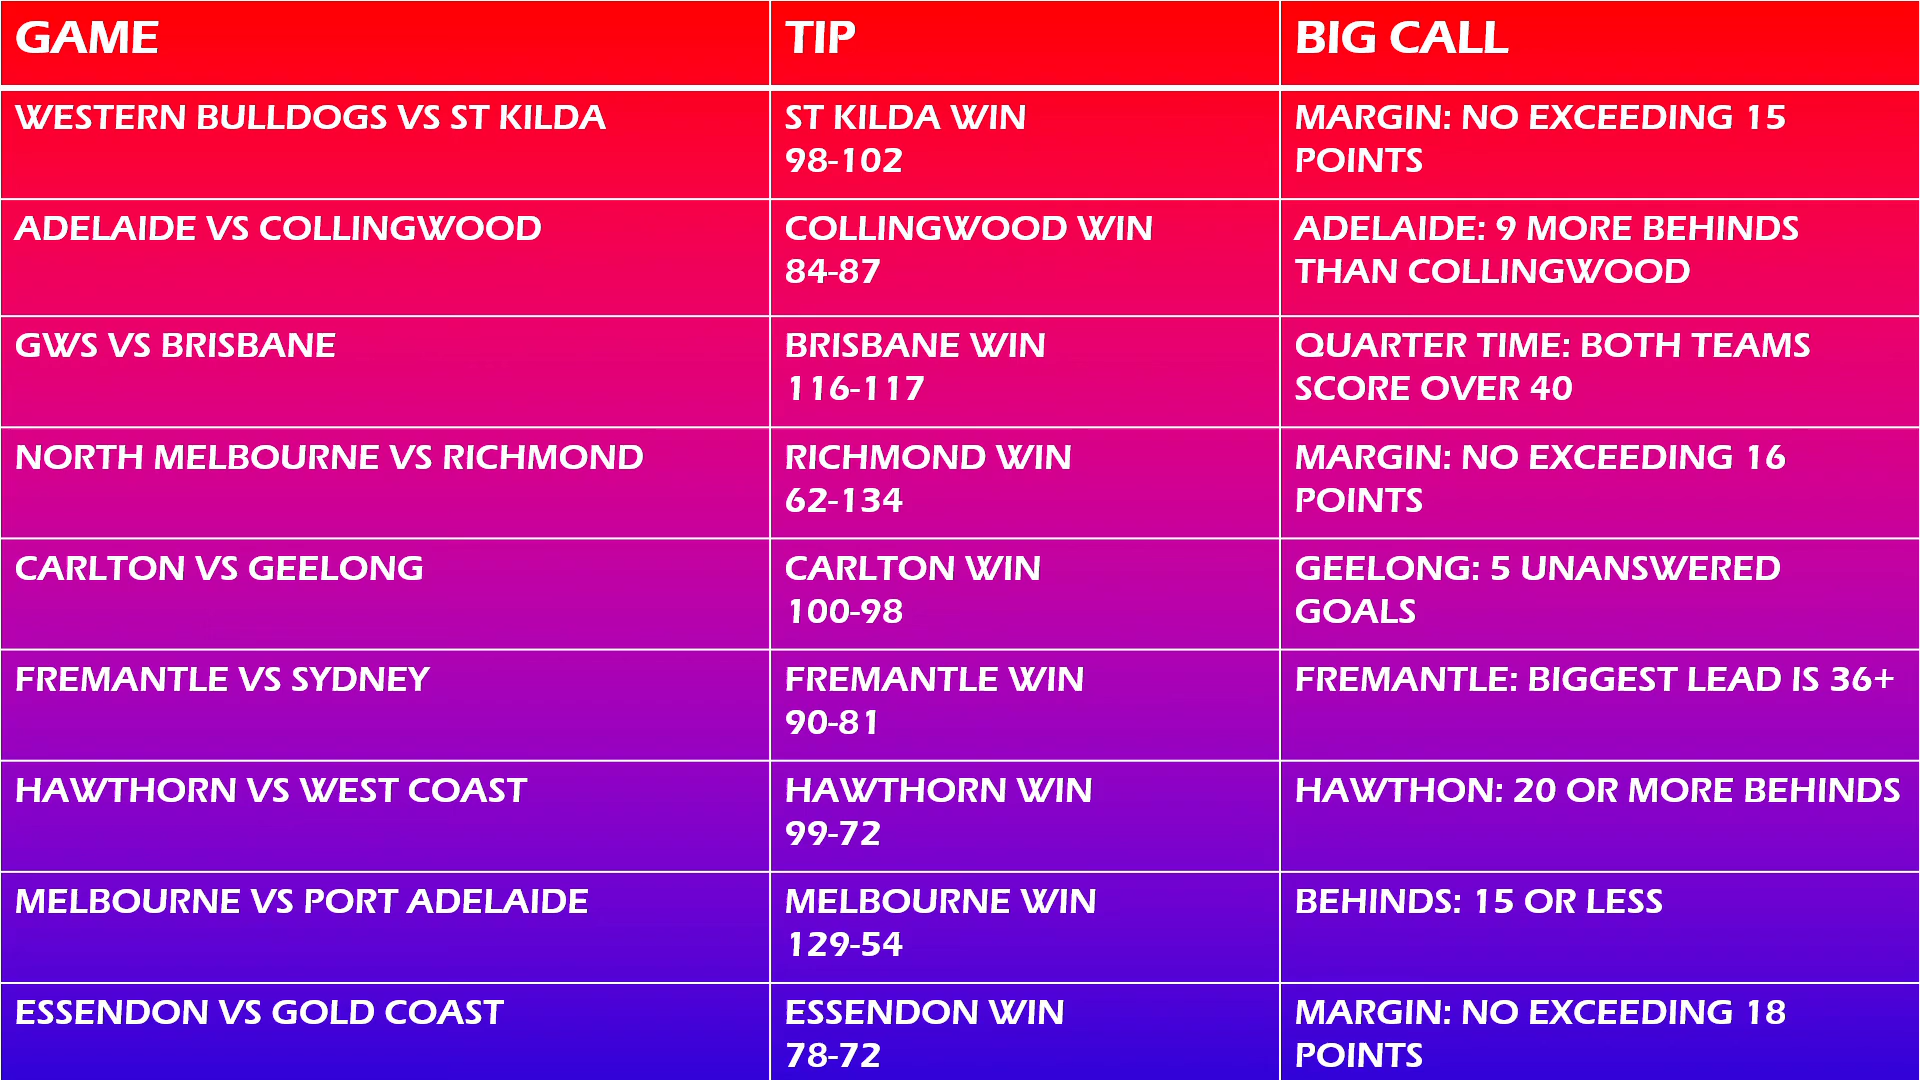 GAME
TIP
BIG CALL
WESTERN BULLDOGS VS ST KILDA
ST KILDA WIN
98-102
MARGIN: NO EXCEEDING 15
POINTS
ADELAIDE VS COLLINGWOOD
COLLINGWOOD WIN
84-87
ADELAIDE: 9 MORE BEHINDS
THAN COLLINGWOOD
GWS VS BRISBANE
BRISBANE WIN
116-117
QUARTER TIME: BOTH TEAMS
SCORE OVER 40
NORTH MELBOURNE VS RICHMOND
RICHMOND WIN
62-134
MARGIN: NO EXCEEDING 16
POINTS
CARLTON VS GEELONG
CARLTON WIN
100-98
GEELONG: 5 UNANSWERED
GOALS
FREMANTLE VS SYDNEY
FREMANTLE WIN
90-81
FREMANTLE: BIGGEST LEAD IS 36+
HAWTHORN VS WEST COAST
HAWTHORN WIN
99-72
HAWTHON: 20 OR MORE BEHINDS
MELBOURNE VS PORT ADELAIDE
MELBOURNE WIN
129-54
BEHINDS: 15 OR LESS
ESSENDON VS GOLD COAST
ESSENDON WIN
78-72
MARGIN: NO EXCEEDING 18
POINTS